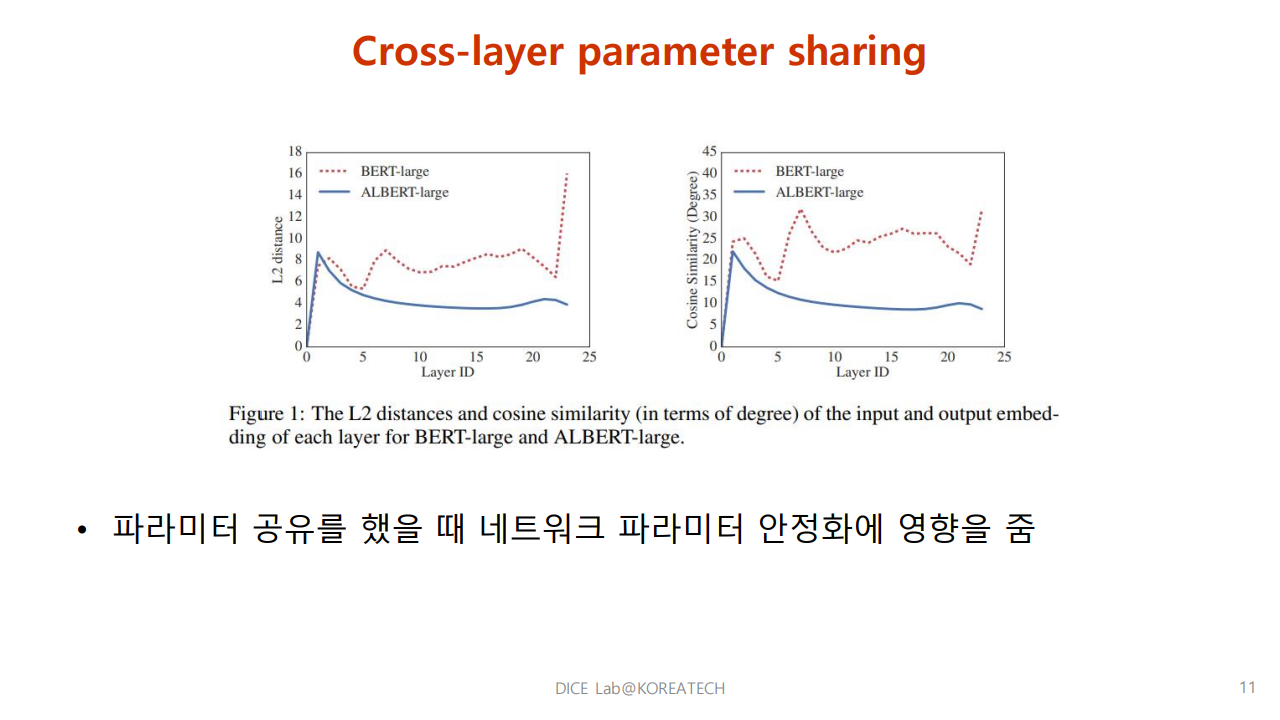 Cross-layer parameter sharing
18
16
14
12
10
8
6
4
2
0
L2 distance
BERT-large
ALBERT-large
0 5 10 15 20 25
Layer ID
45
40
35
30
25
20
15
10
5
0
Cosine Similarity (Degree)
BERT-large
ALBERT-large
0 5 10 15 20 25
Layer ID
Figure 1: The L2 distances and cosine similarity (in terms of degree) of the input and output embed-
ding of each layer for BERT-large and ALBERT-large.
• 파라미터 공유를 했을 때 네트워크 파라미터 안정화에 영향을 줌
DICE Lab@KOREATECH
11